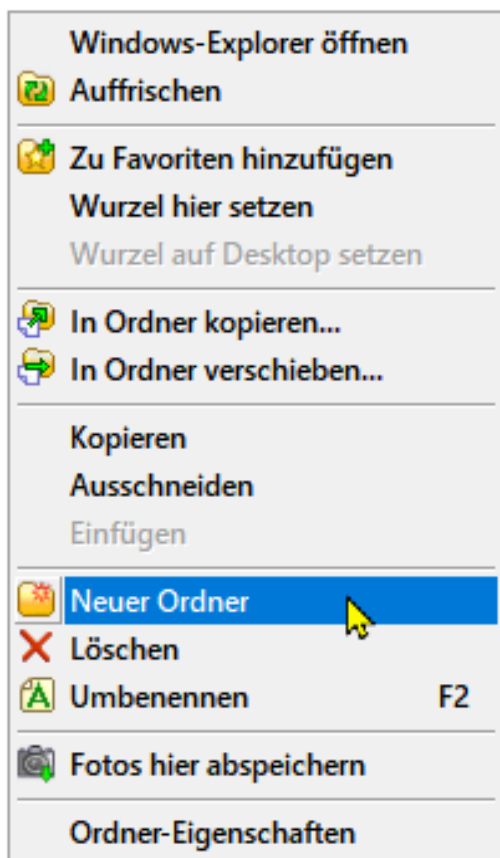 Windows-Explorer öffnen
Auffrischen
Zu Favoriten hinzufügen
Wurzel hier setzen
Wurzel auf Desktop setzen
In Ordner kopieren...
In Ordner verschieben...
Kopieren
Ausschneiden
Einfügen
Neuer Ordner
Löschen
Umbenennen F2
Fotos hier abspeichern
Ordner-Eigenschaften